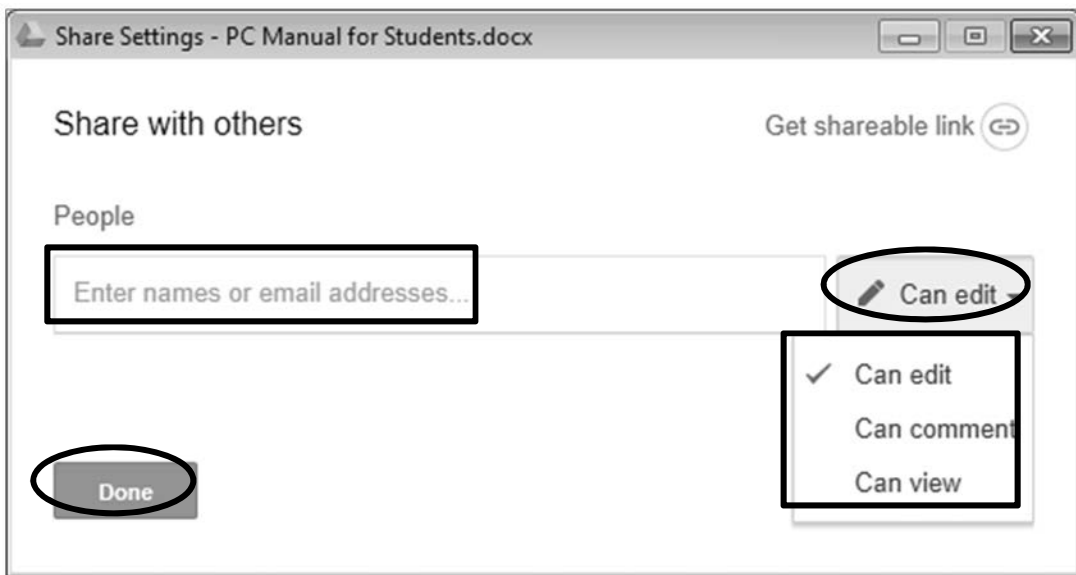 Share Settings - PC Manual for Students.docx
Share with others
Get shareable link
People
Enter names or email addresses...
Can edit
Can edit
Can comment
Can view
Done